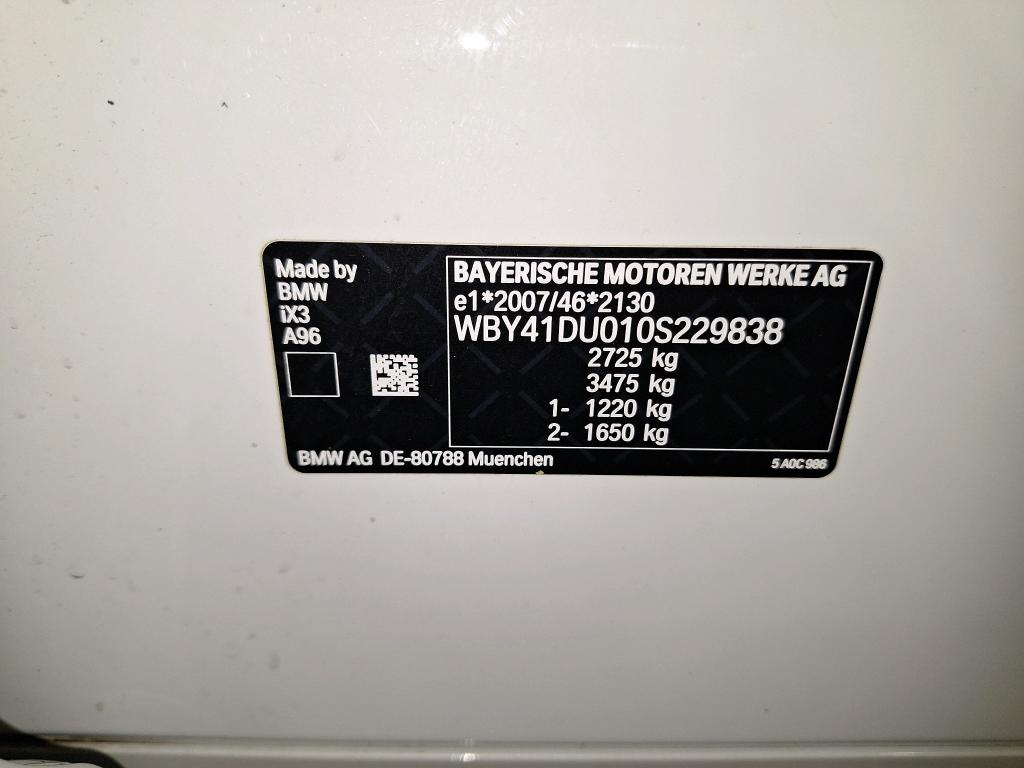 Made by
BMW
iX3
A96
BAYERISCHE MOTOREN WERKE AG
e1*2007/46*2130
WBY41DU010S229838
2725 kg
3475 kg
1- 1220 kg
2- 1650 kg
BMW AG DE-80788 Muenchen
5 A0C 986